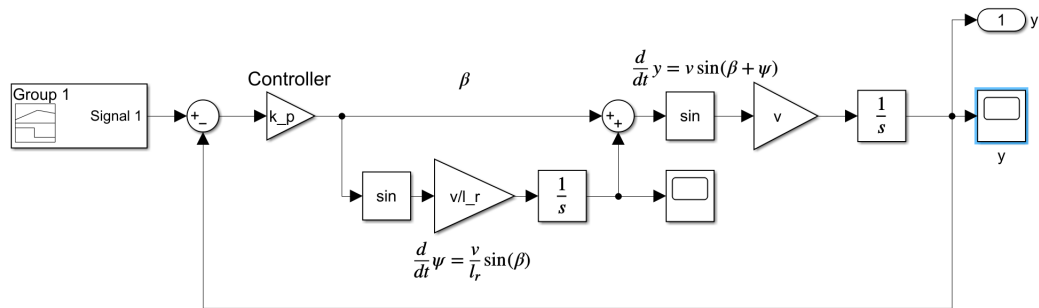 1 y
Group 1
Signal 1
+
−
Controller
k_p
β
d/dt y = v sin(β + ψ)
+
+
sin
v
1/s
y
sin
v/l_r
1/s
d/dt ψ = v/l_r sin(β)